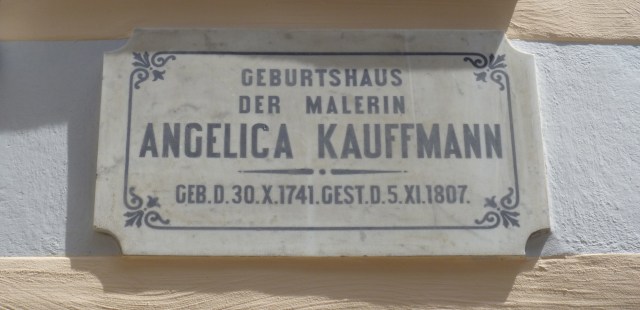 GEBURTSHAUS
DER MALERIN
ANGELICA KAUFFMANN
GEB.D.30.X.1741.GEST.D.5.XI.1807.